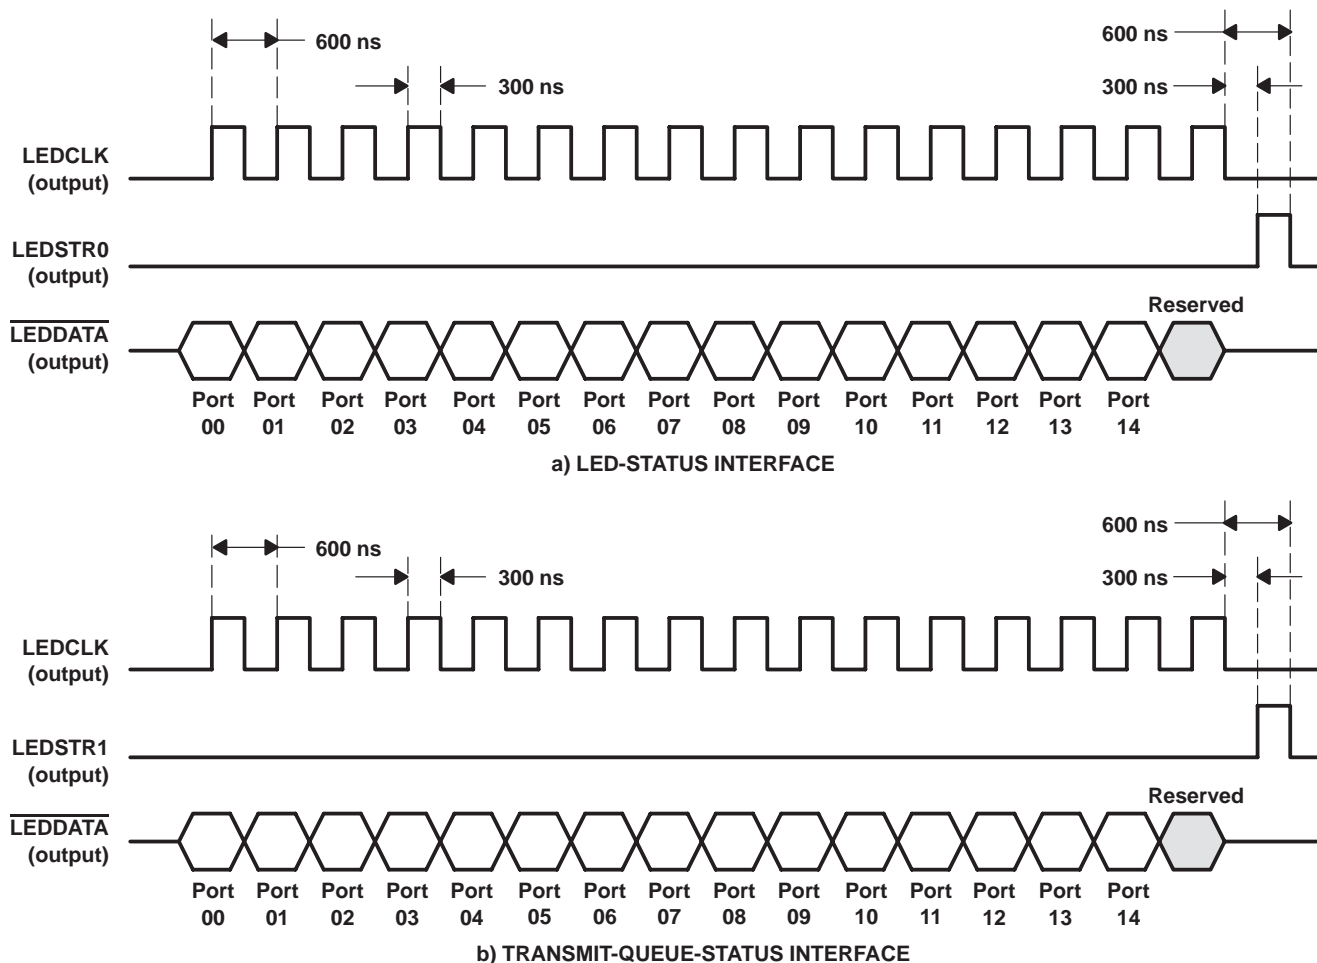 600 ns
600 ns
300 ns
300 ns
LEDCLK
(output)
LEDSTR0
(output)
Reserved
LEDDATA
(output)
Port Port Port Port Port Port Port Port Port Port Port Port Port Port Port
00 01 02 03 04 05 06 07 08 09 10 11 12 13 14
a) LED-STATUS INTERFACE
600 ns
600 ns
300 ns
300 ns
LEDCLK
(output)
LEDSTR1
(output)
Reserved
LEDDATA
(output)
Port Port Port Port Port Port Port Port Port Port Port Port Port Port Port
00 01 02 03 04 05 06 07 08 09 10 11 12 13 14
b) TRANSMIT-QUEUE-STATUS INTERFACE